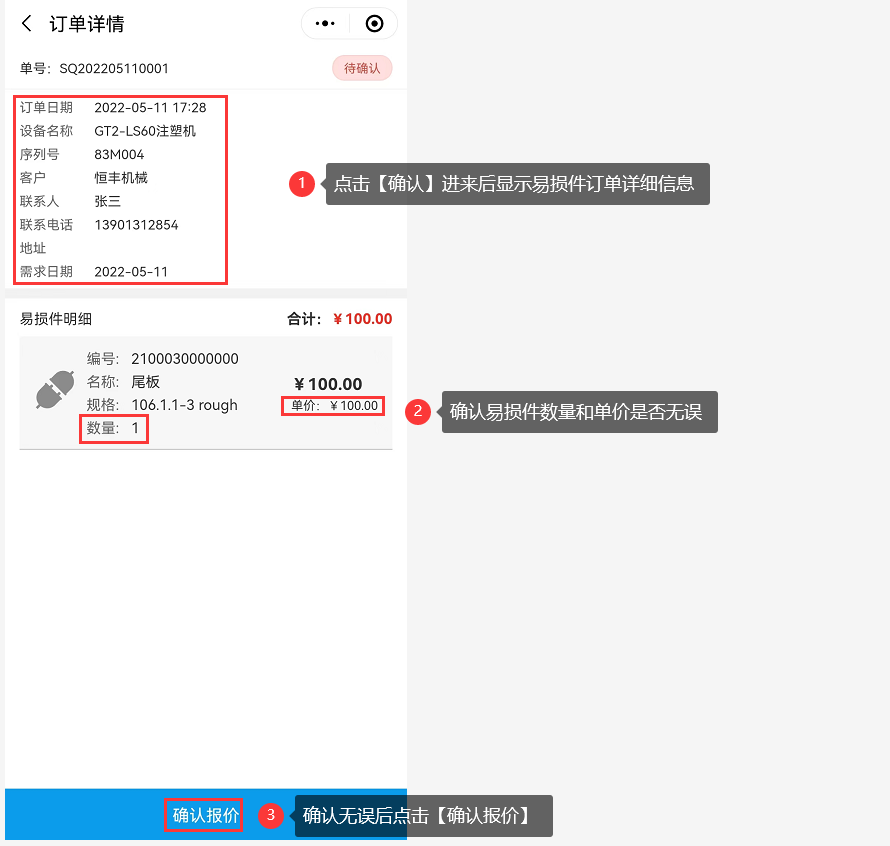 订单详情
单号： SQ202205110001
待确认
订单日期 2022-05-11 17:28
设备名称 GT2-LS60注塑机
序列号 83M004
客户 恒丰机械
联系人 张三
联系电话 13901312854
地址
需求日期 2022-05-11
1 点击【确认】进来后显示易损件订单详细信息
易损件明细 合计： ￥100.00
编号： 2100030000000
名称： 尾板
￥100.00
规格： 106.1.1-3 rough
单价： ￥100.00
数量： 1
2 确认易损件数量和单价是否无误
确认报价
3 确认无误后点击【确认报价】